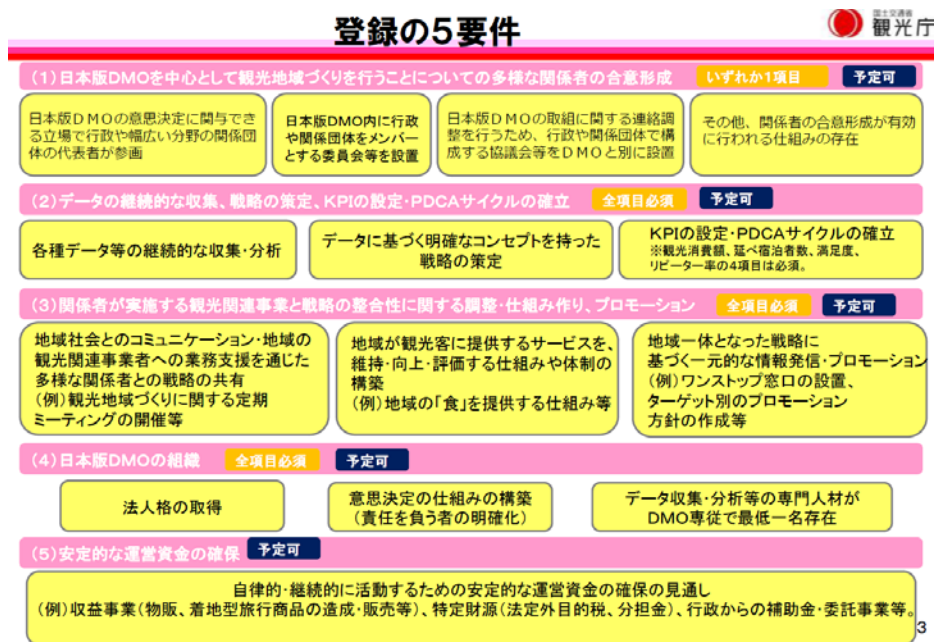 登録の5要件
国土交通省
観光庁
(1)日本版DMOを中心として観光地域づくりを行うことについての多様な関係者の合意形成 いずれか1項目 予定可
日本版DMOの意思決定に関与でき
る立場で行政や幅広い分野の関係団
体の代表者が参画
日本版DMO内に行政
や関係団体をメンバー
とする委員会等を設置
日本版DMOの取組に関する連絡調
整を行うため、行政や関係団体で構
成する協議会等をDMOと別に設置
その他、関係者の合意形成が有効
に行われる仕組みの存在
(2)データの継続的な収集、戦略の策定、KPIの設定・PDCAサイクルの確立 全項目必須 予定可
各種データ等の継続的な収集・分析
データに基づく明確なコンセプトを持った
戦略の策定
KPIの設定・PDCAサイクルの確立
※観光消費額、延べ宿泊者数、満足度、
リピーター率の4項目は必須。
(3)関係者が実施する観光関連事業と戦略の整合性に関する調整・仕組み作り、プロモーション 全項目必須 予定可
地域社会とのコミュニケーション・地域の
観光関連事業者への業務支援を通じた
多様な関係者との戦略の共有
(例)観光地域づくりに関する定期
ミーティングの開催等
地域が観光客に提供するサービスを、
維持・向上・評価する仕組みや体制の
構築
(例)地域の「食」を提供する仕組み等
地域一体となった戦略に
基づく一元的な情報発信・プロモーション
(例)ワンストップ窓口の設置、
ターゲット別のプロモーション
方針の作成等
(4)日本版DMOの組織 全項目必須 予定可
法人格の取得
意思決定の仕組みの構築
(責任を負う者の明確化)
データ収集・分析等の専門人材が
DMO専従で最低一名存在
(5)安定的な運営資金の確保 予定可
自律的・継続的に活動するための安定的な運営資金の確保の見通し
(例)収益事業(物販、着地型旅行商品の造成・販売等)、特定財源(法定外目的税、分担金)、行政からの補助金・委託事業等。
3